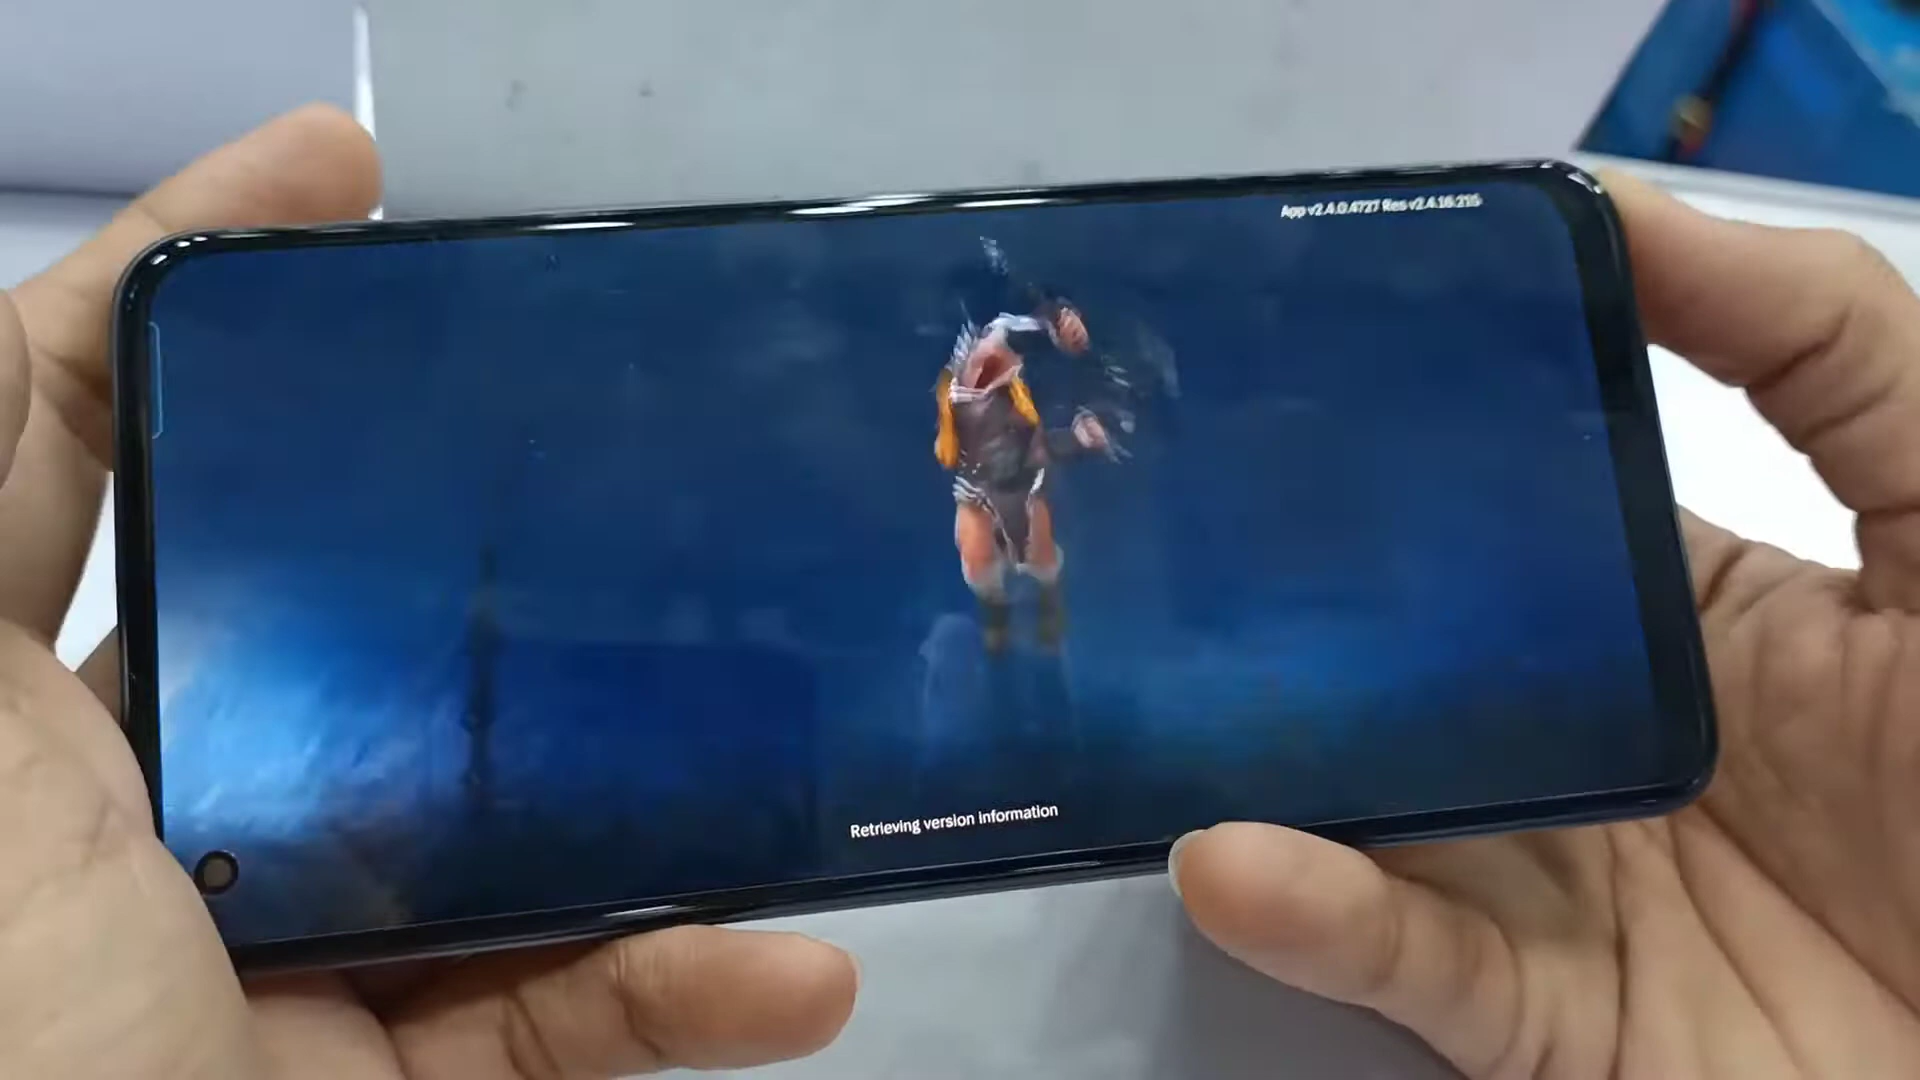 App v2.4.0.4727 Res v2.4.16.215
Retrieving version information